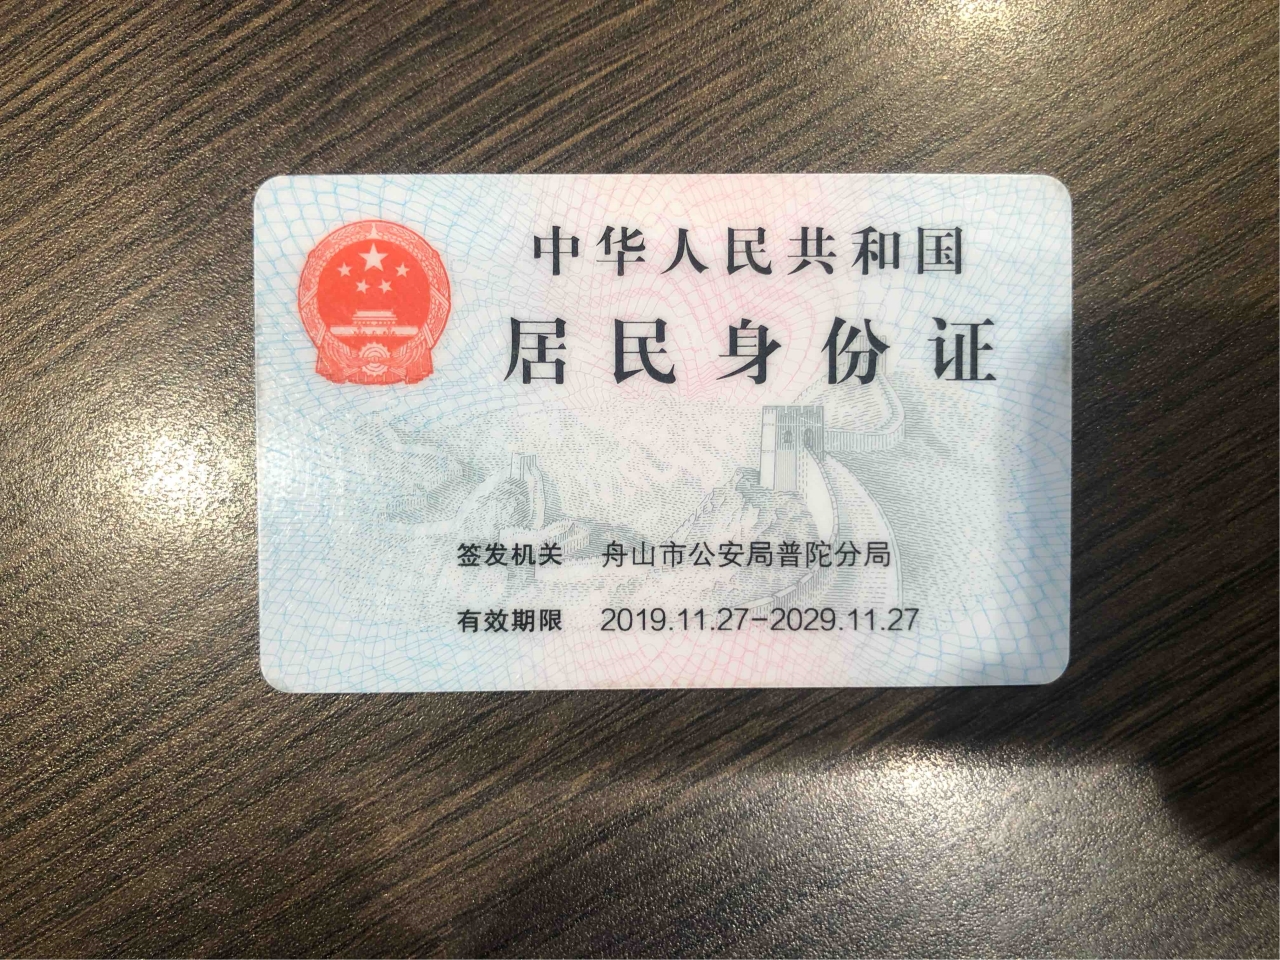 中华人民共和国
居民身份证
签发机关 舟山市公安局普陀分局
有效期限 2019.11.27-2029.11.27